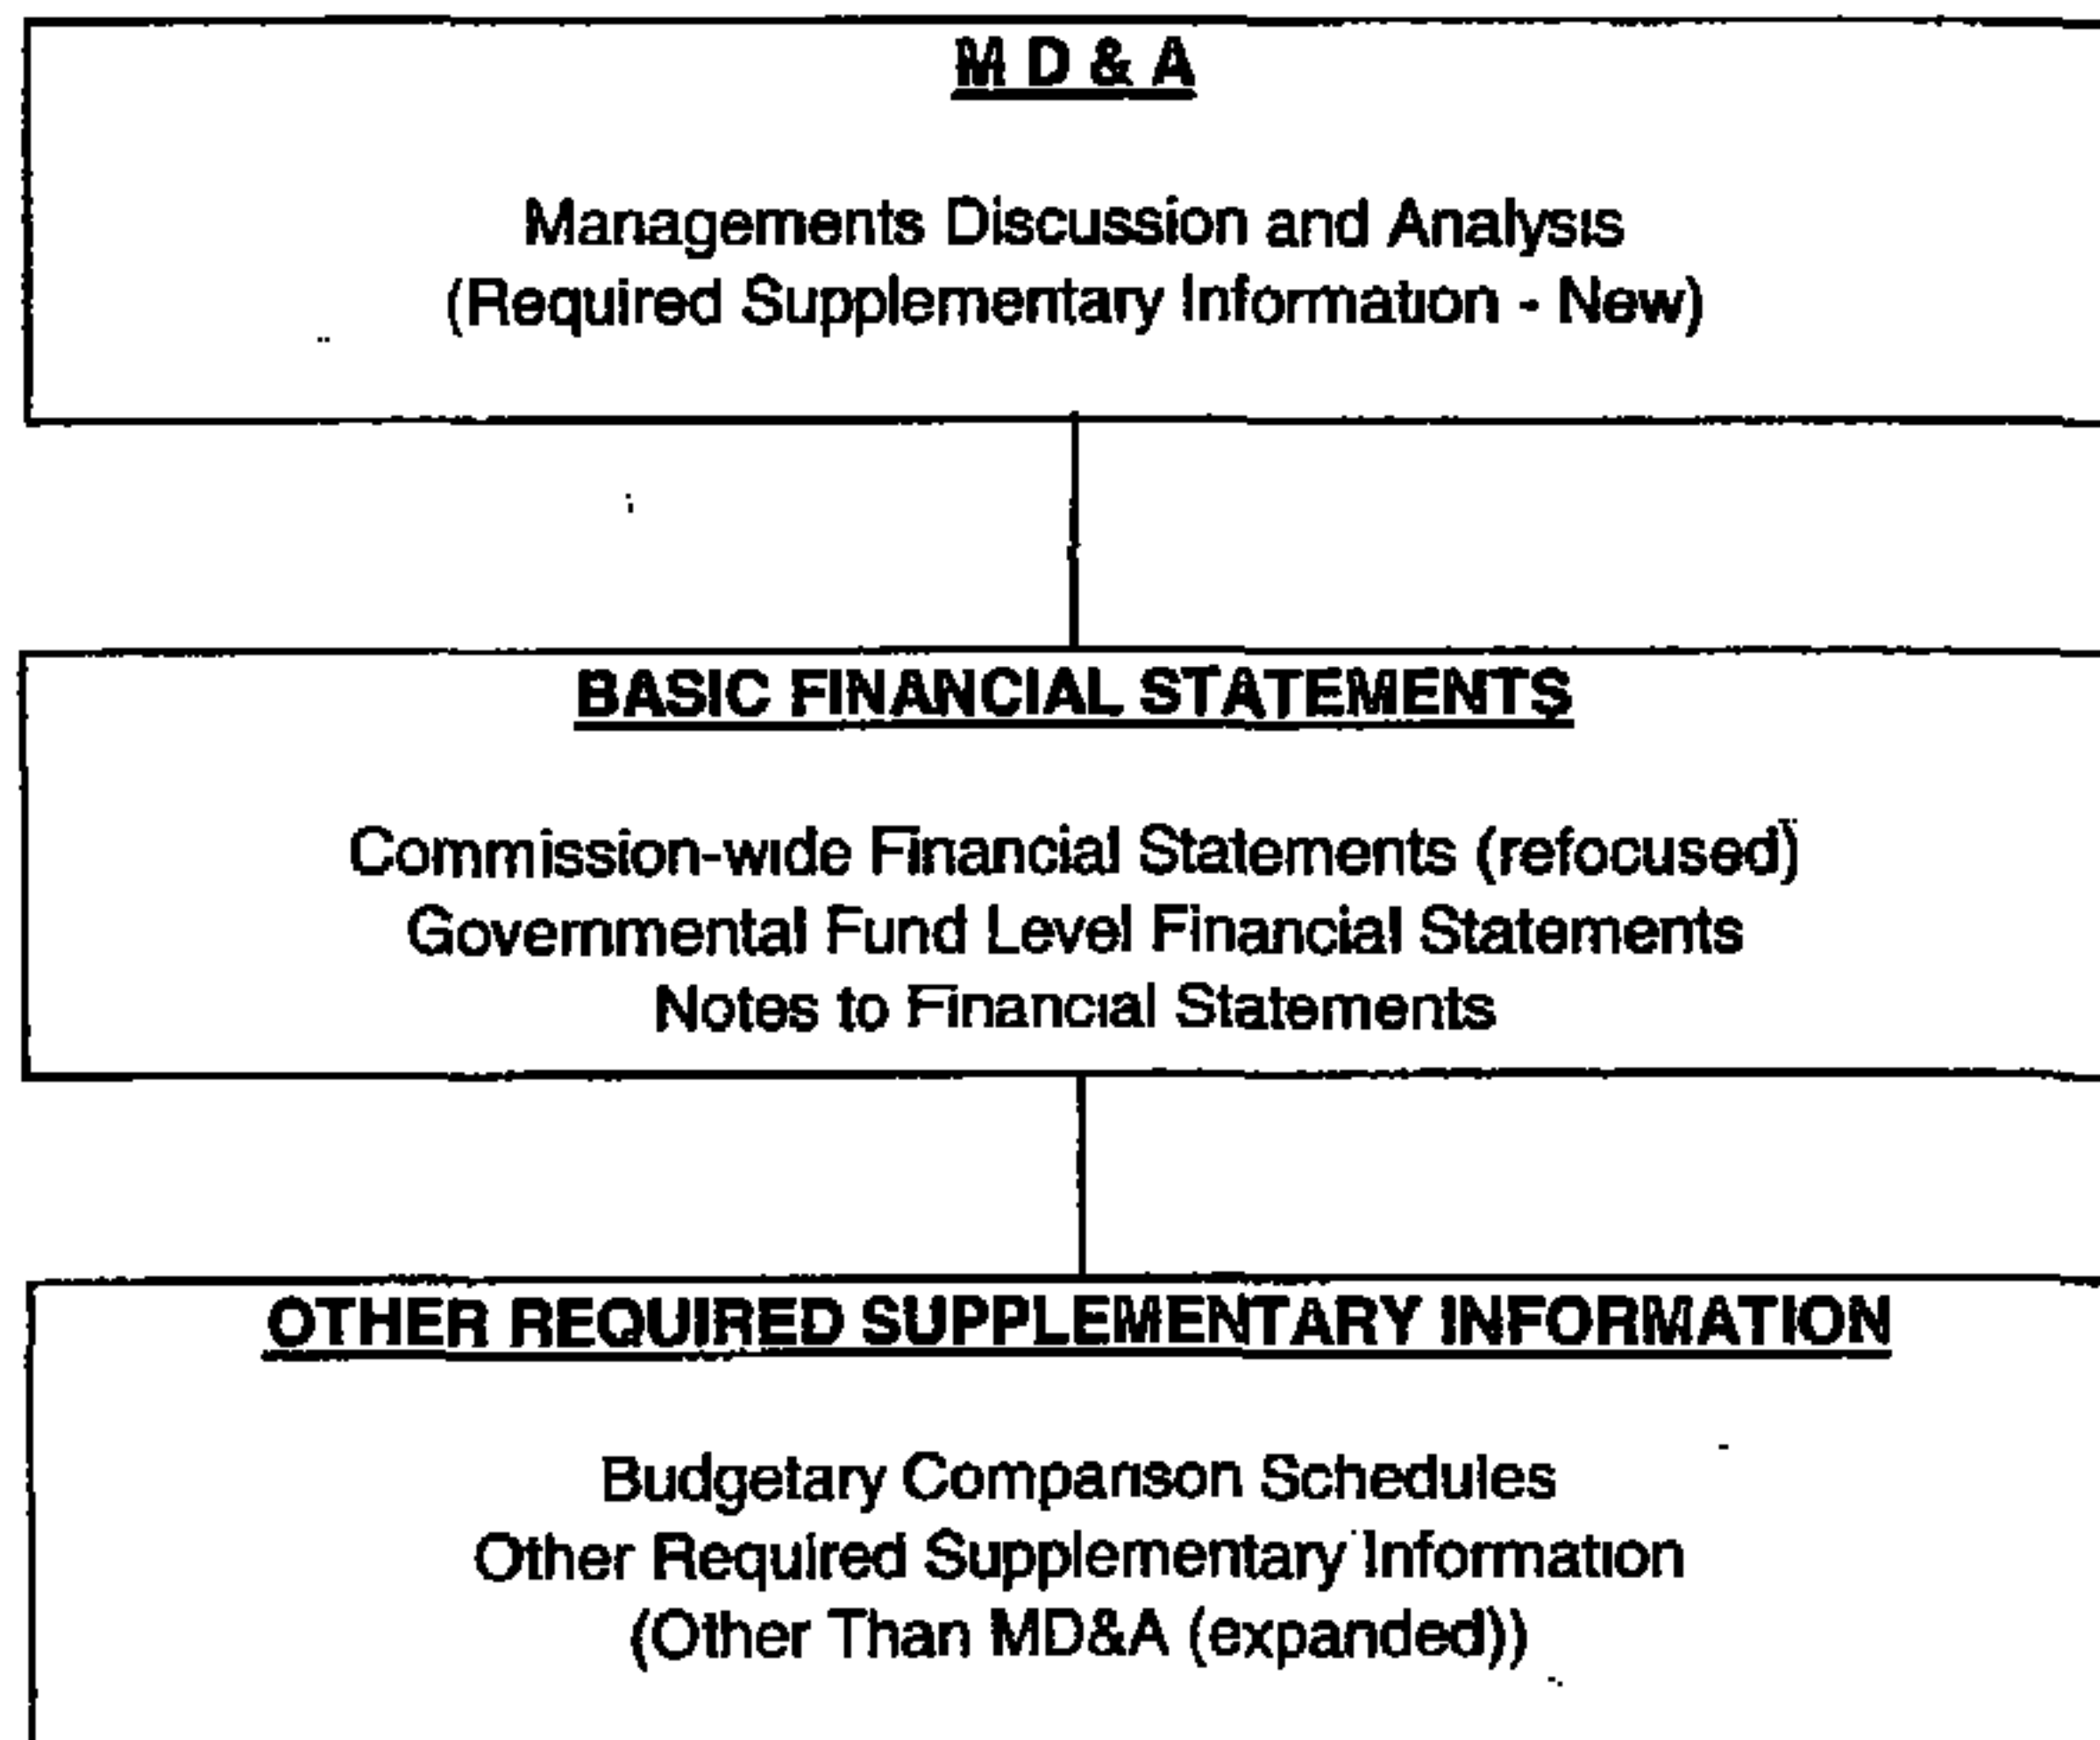 M D & A
Managements Discussion and Analysis
(Required Supplementary Information - New)
BASIC FINANCIAL STATEMENTS
Commission-wide Financial Statements (refocused)
Governmental Fund Level Financial Statements
Notes to Financial Statements
OTHER REQUIRED SUPPLEMENTARY INFORMATION
Budgetary Comparison Schedules
Other Required Supplementary Information
(Other Than MD&A (expanded))